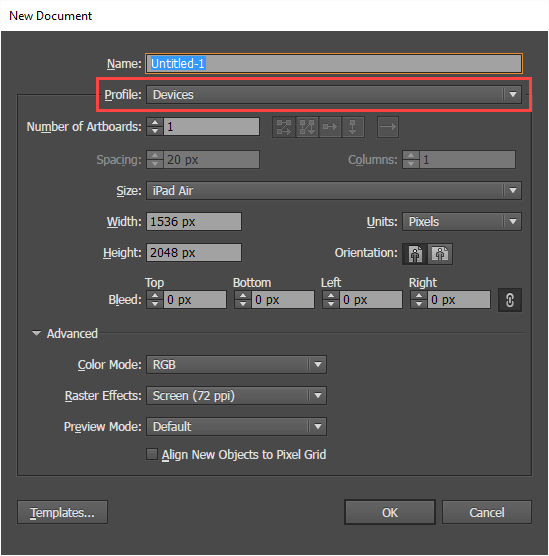 New Document
Name: Untitled-1
Profile: Devices
Number of Artboards: 1
Spacing: 20 px Columns: 1
Size: iPad Air
Width: 1536 px Units: Pixels
Height: 2048 px Orientation:
Top Bottom Left Right
Bleed: 0 px 0 px 0 px 0 px
Advanced
Color Mode: RGB
Raster Effects: Screen (72 ppi)
Preview Mode: Default
Align New Objects to Pixel Grid
Templates... OK Cancel